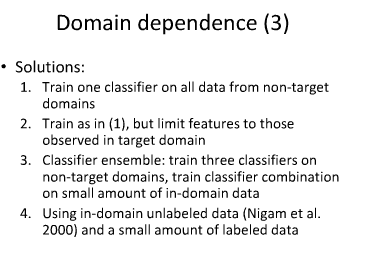 Domain dependence (3)
• Solutions:
1. Train one classifier on all data from non-target
domains
2. Train as in (1), but limit features to those
observed in target domain
3. Classifier ensemble: train three classifiers on
non-target domains, train classifier combination
on small amount of in-domain data
4. Using in-domain unlabeled data (Nigam et al.
2000) and a small amount of labeled data